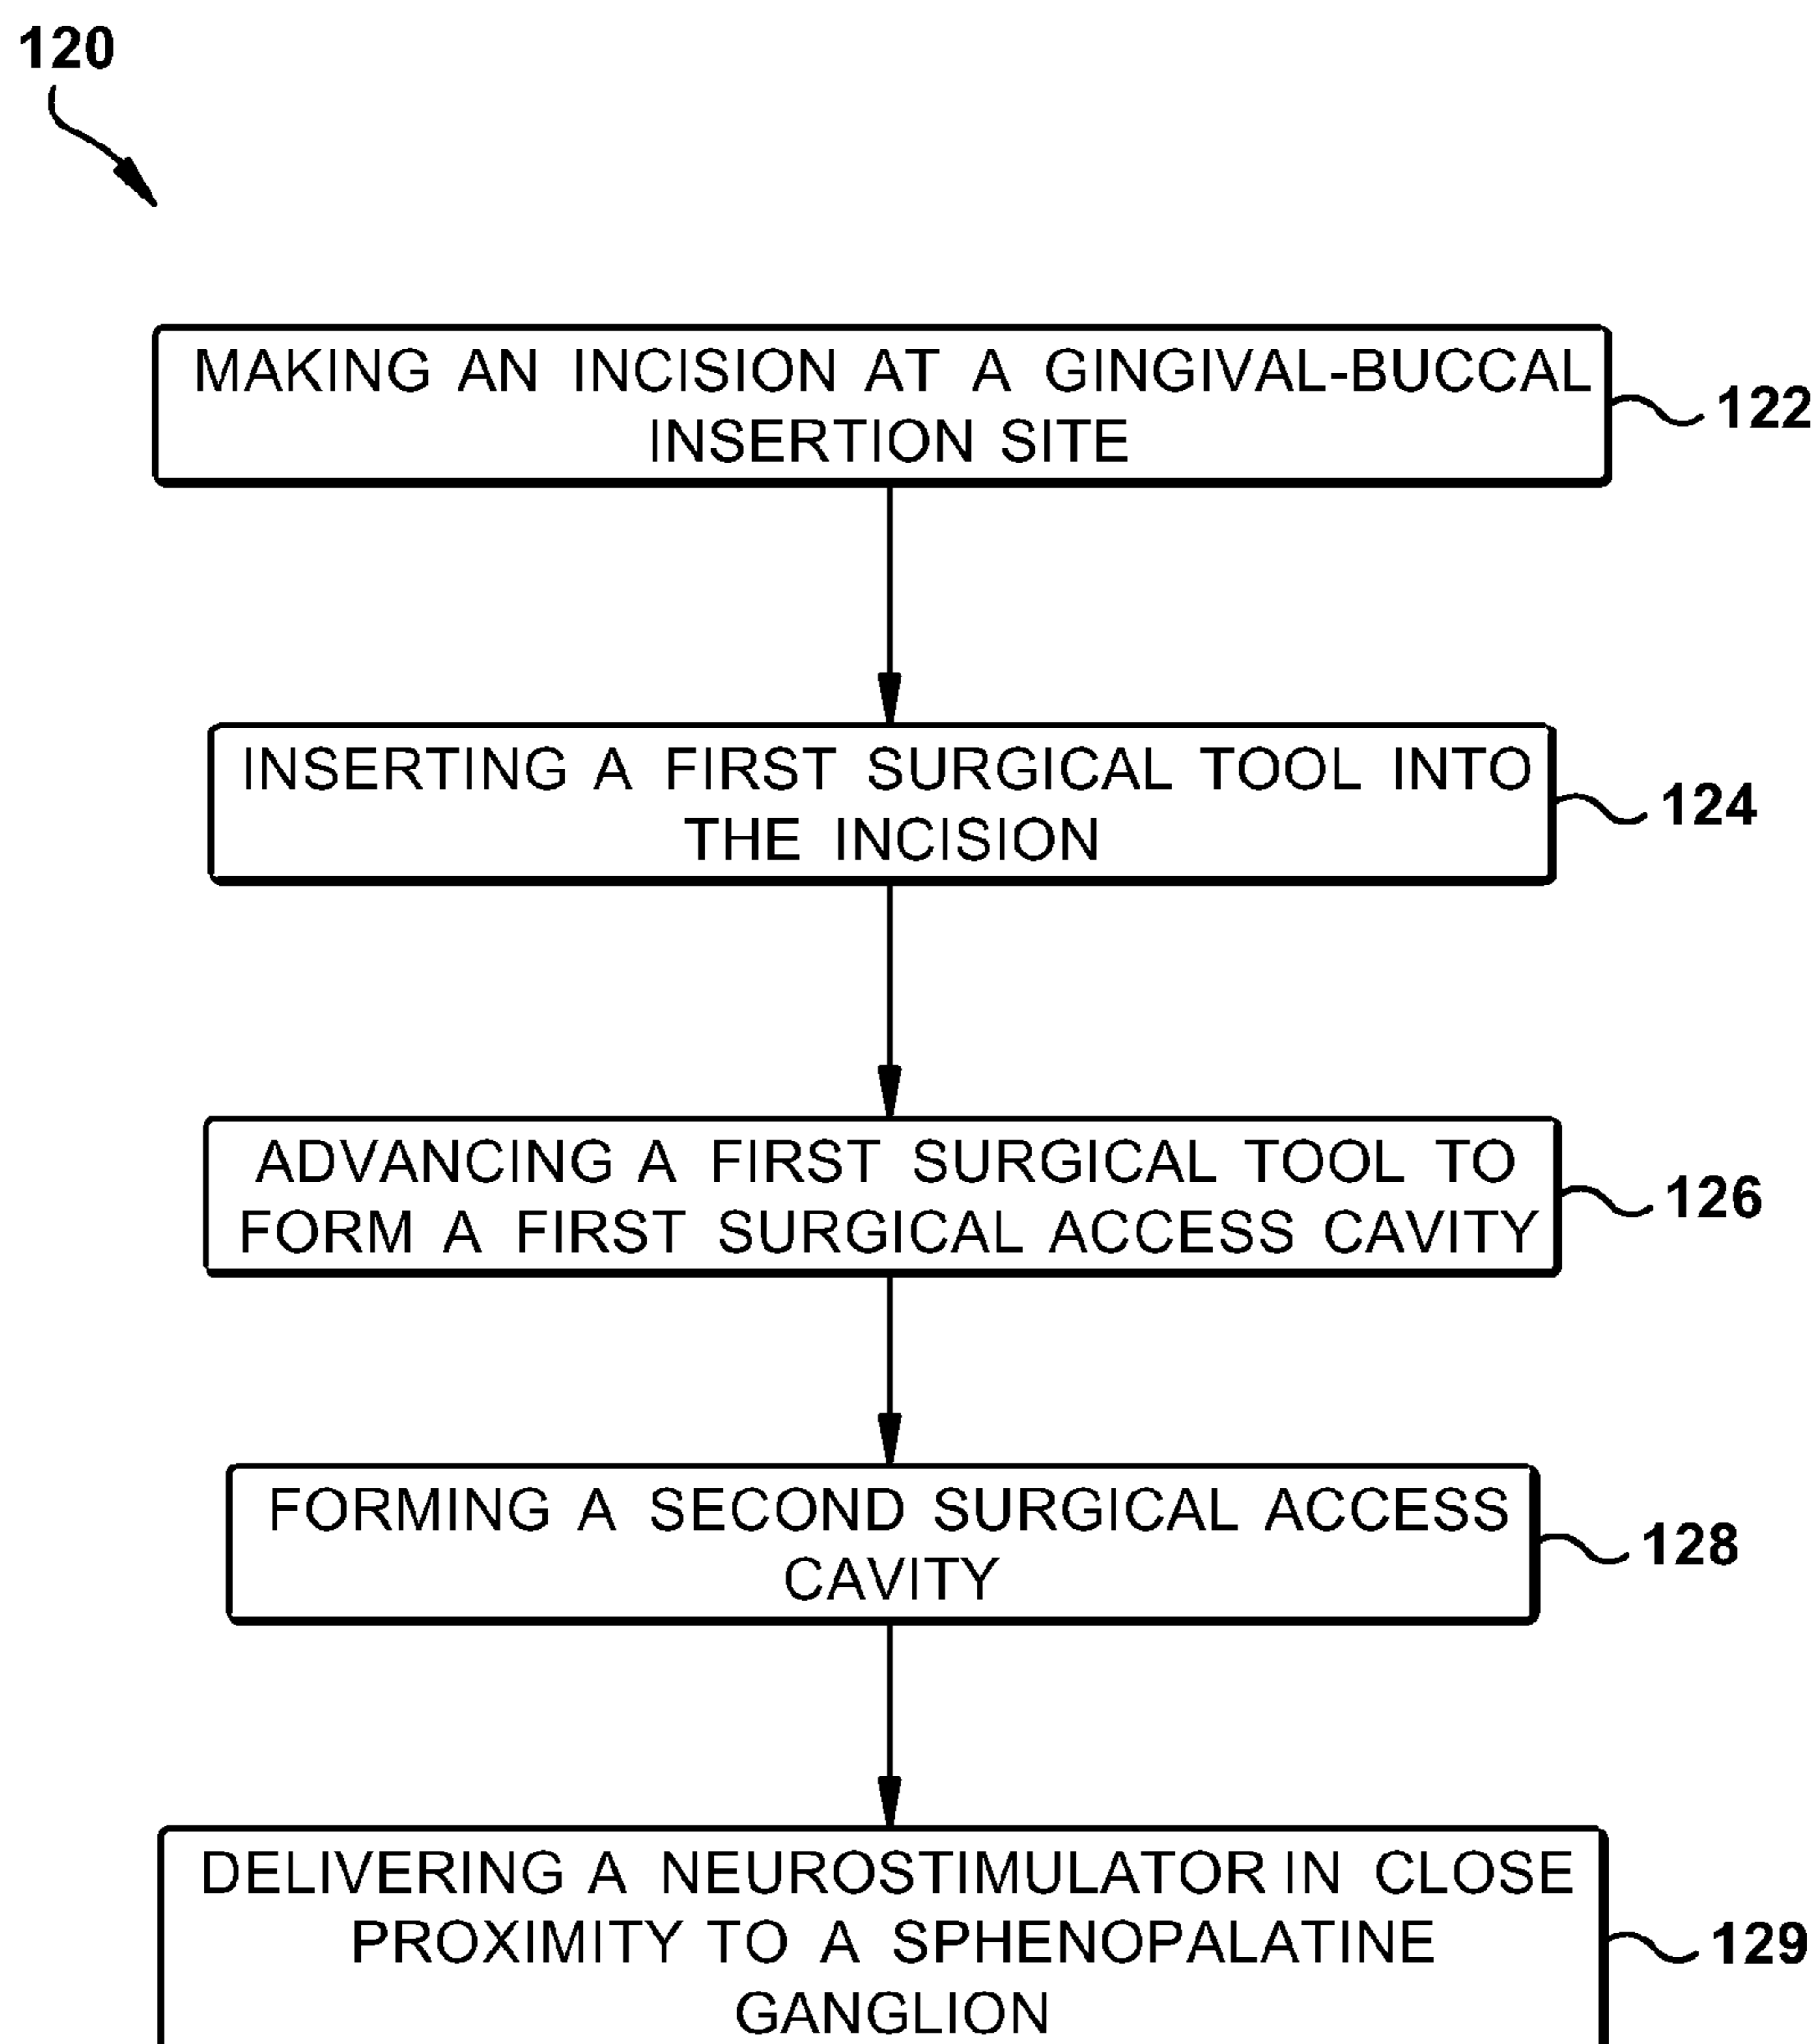 120
MAKING AN INCISION AT A GINGIVAL-BUCCAL
INSERTION SITE
122
INSERTING A FIRST SURGICAL TOOL INTO
THE INCISION
124
ADVANCING A FIRST SURGICAL TOOL TO
FORM A FIRST SURGICAL ACCESS CAVITY
126
FORMING A SECOND SURGICAL ACCESS
CAVITY
128
DELIVERING A NEUROSTIMULATOR IN CLOSE
PROXIMITY TO A SPHENOPALATINE
GANGLION
129